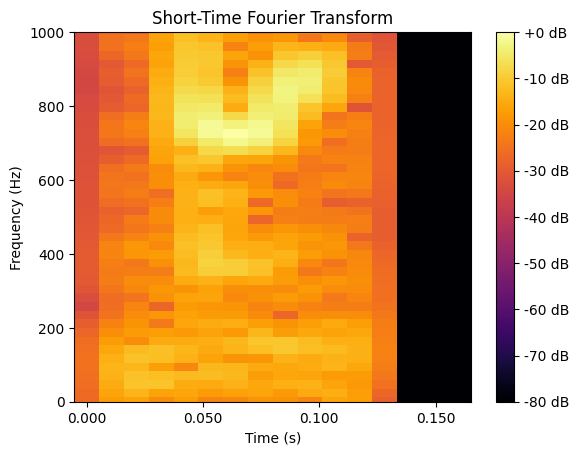 Short-Time Fourier Transform
1000
800
600
400
200
0
Frequency (Hz)
0.000
0.050
0.100
0.150
Time (s)
+0 dB
-10 dB
-20 dB
-30 dB
-40 dB
-50 dB
-60 dB
-70 dB
-80 dB